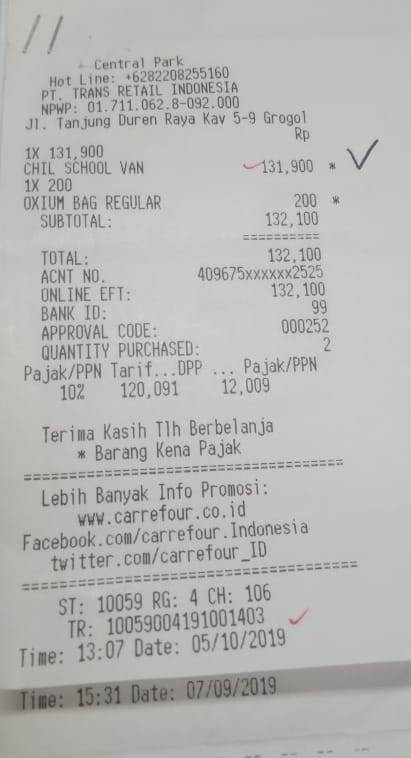 11
Central Park
Hot Line: +6282208255160
PT. TRANS RETAIL INDONESIA
NPWP: 01.711.062.8-092.000
Jl. Tanjung Duren Raya Kav 5-9 Grogol
Rp
1X 131,900
CHIL SCHOOL VAN 131,900 *
1X 200
OXIUM BAG REGULAR 200 *
SUBTOTAL: 132,100
==========
TOTAL: 132,100
ACNT NO. 409675xxxxxx2525
ONLINE EFT: 132,100
BANK ID: 99
APPROVAL CODE: 000252
QUANTITY PURCHASED: 2
Pajak/PPN Tarif...DPP ... Pajak/PPN
10% 120,091 12,009
Terima Kasih Tlh Berbelanja
* Barang Kena Pajak
========================================
Lebih Banyak Info Promosi:
www.carrefour.co.id
Facebook.com/carrefour.Indonesia
twitter.com/carrefour_ID
========================================
ST: 10059 RG: 4 CH: 106
TR: 10059004191001403
Time: 13:07 Date: 05/10/2019
Time: 15:31 Date: 07/09/2019